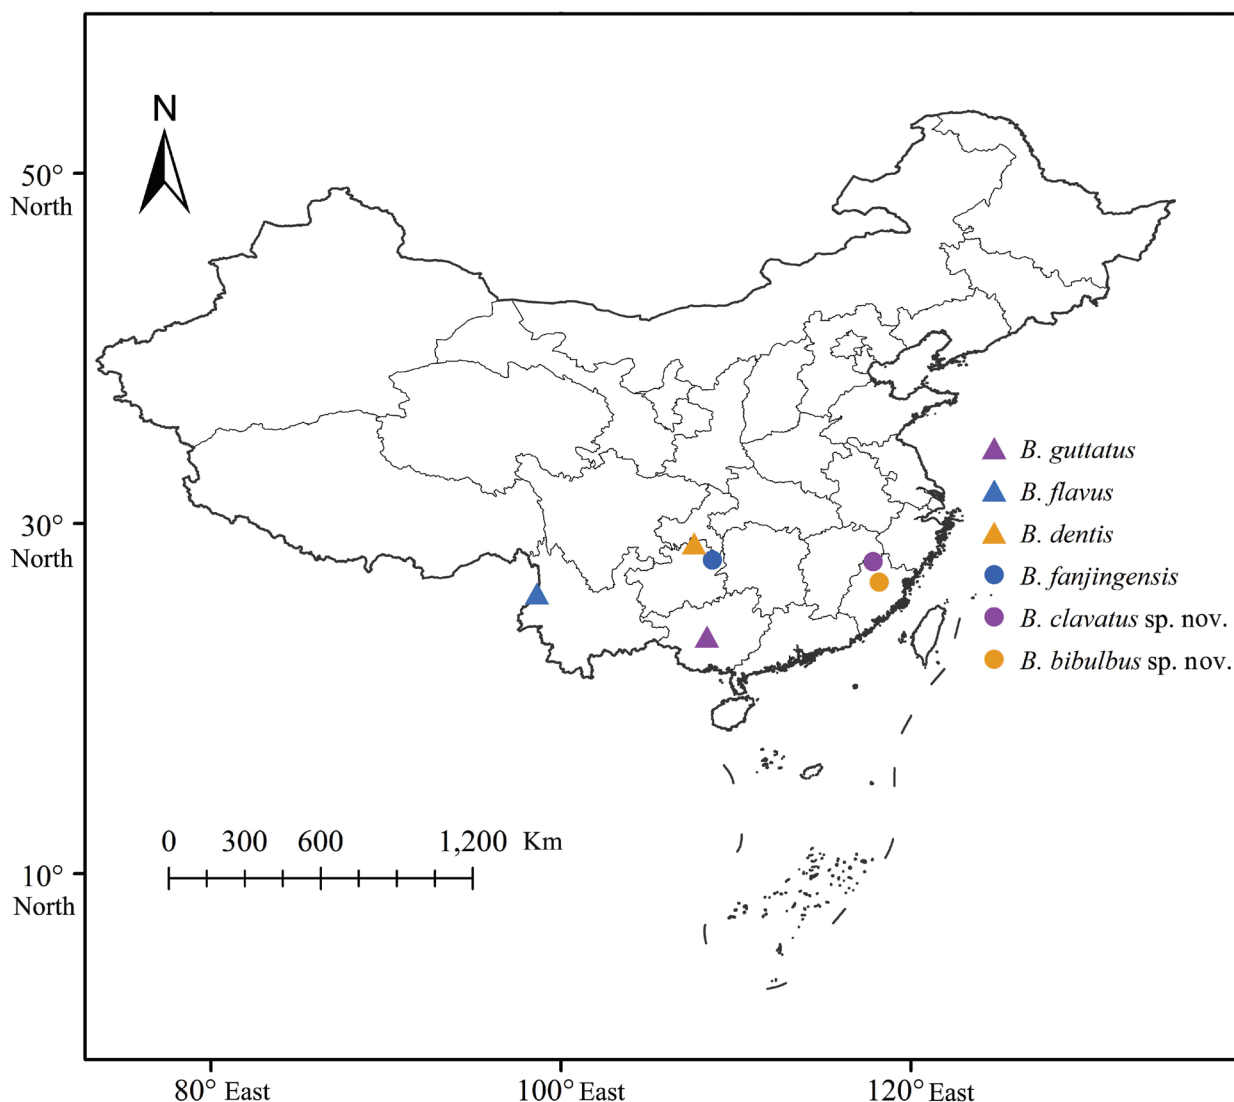 N
50°
North
30°
North
10°
North
B. guttatus
B. flavus
B. dentis
B. fanjingensis
B. clavatus sp. nov.
B. bibulbus sp. nov.
0 300 600 1,200 Km
80° East 100° East 120° East